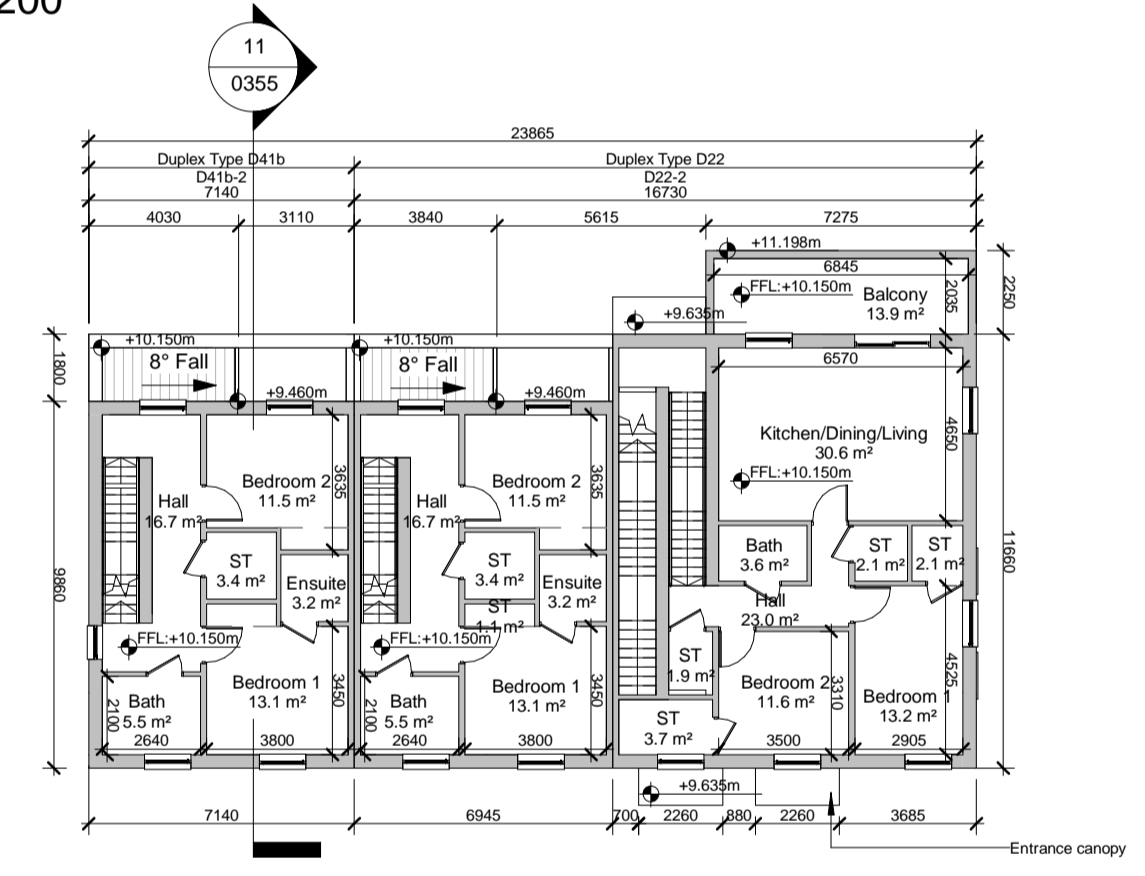 200
11
0355
23865
Duplex Type D41b
Duplex Type D22
D41b-2
D22-2
7140
16730
4030
3110
3840
5615
7275
+11.198m
6845
FFL:+10.150m
Balcony
13.9 m²
2035
2250
+9.635m
+10.150m
+10.150m
1800
8° Fall
8° Fall
6570
+9.460m
+9.460m
Kitchen/Dining/Living
30.6 m²
FFL:+10.150m
4650
Bedroom 2
11.5 m²
3635
Bedroom 2
11.5 m²
3635
Hall
16.7 m²
Hall
16.7 m²
ST
3.4 m²
ST
3.4 m²
Bath
3.6 m²
ST
2.1 m²
ST
2.1 m²
11660
9860
Ensuite
3.2 m²
Ensuite
3.2 m²
ST
1.1 m²
Hall
23.0 m²
FFL:+10.150m
FFL:+10.150m
ST
1.9 m²
Bedroom 1
13.1 m²
3450
Bedroom 1
13.1 m²
3450
Bedroom 2
11.6 m²
3310
Bedroom 1
13.2 m²
4525
Bath
5.5 m²
2100
Bath
5.5 m²
2100
ST
3.7 m²
2640
3800
2640
3800
3500
2905
+9.635m
7140
6945
700
2260
880
2260
3685
Entrance canopy